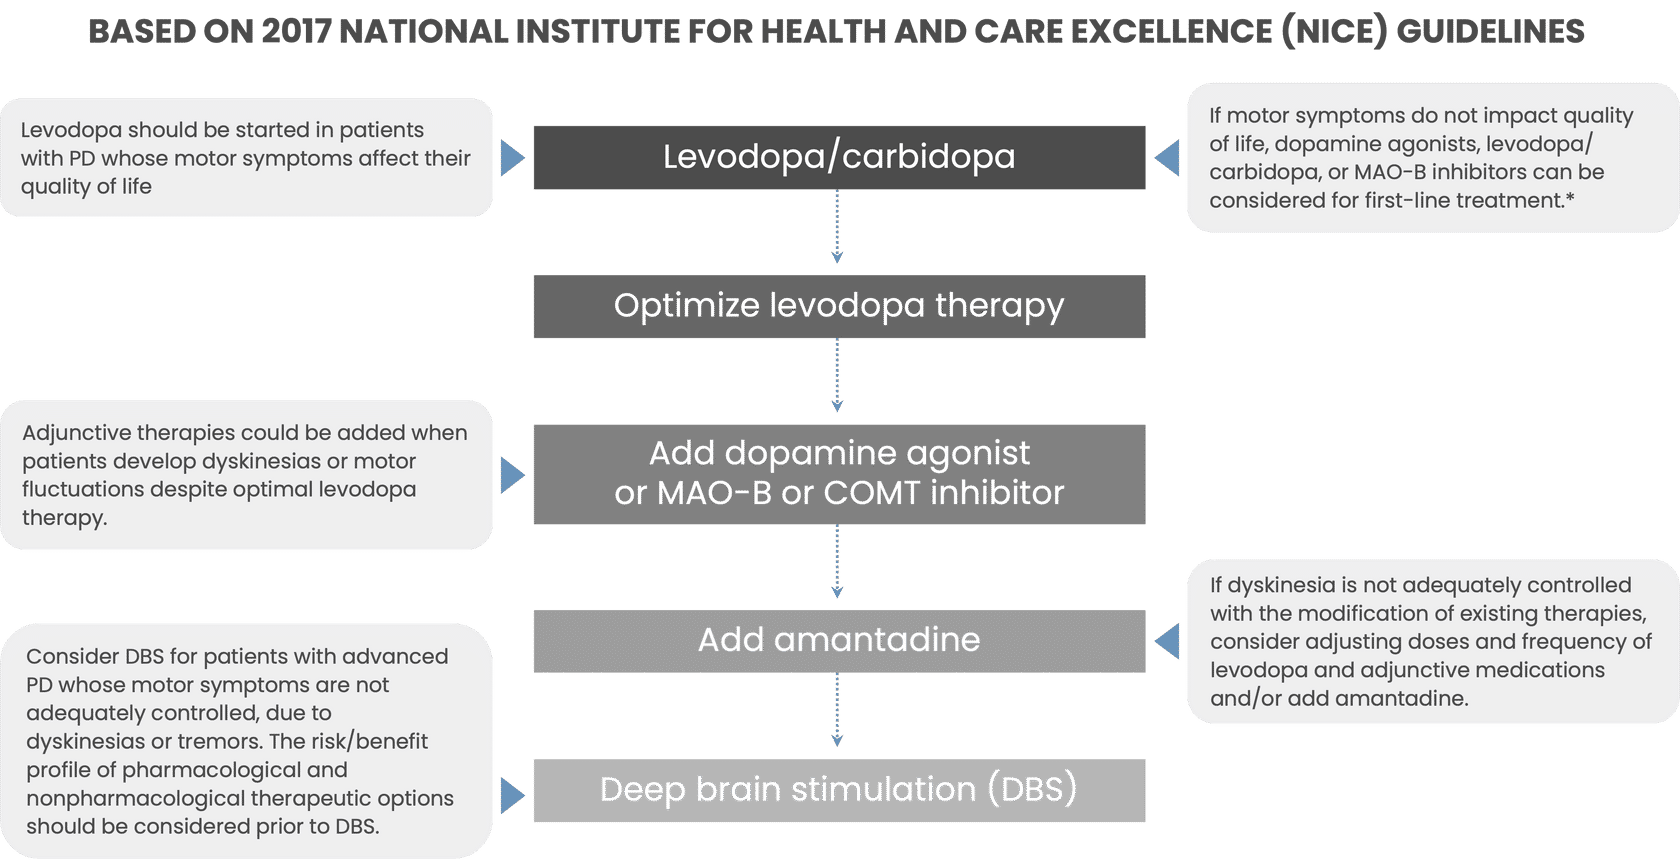 BASED ON 2017 NATIONAL INSTITUTE FOR HEALTH AND CARE EXCELLENCE (NICE) GUIDELINES
Levodopa should be started in patients
with PD whose motor symptoms affect their
quality of life
Levodopa/carbidopa
If motor symptoms do not impact quality
of life, dopamine agonists, levodopa/
carbidopa, or MAO-B inhibitors can be
considered for first-line treatment.*
Optimize levodopa therapy
Adjunctive therapies could be added when
patients develop dyskinesias or motor
fluctuations despite optimal levodopa
therapy.
Add dopamine agonist
or MAO-B or COMT inhibitor
Add amantadine
If dyskinesia is not adequately controlled
with the modification of existing therapies,
consider adjusting doses and frequency of
levodopa and adjunctive medications
and/or add amantadine.
Consider DBS for patients with advanced
PD whose motor symptoms are not
adequately controlled, due to
dyskinesias or tremors. The risk/benefit
profile of pharmacological and
nonpharmacological therapeutic options
should be considered prior to DBS.
Deep brain stimulation (DBS)